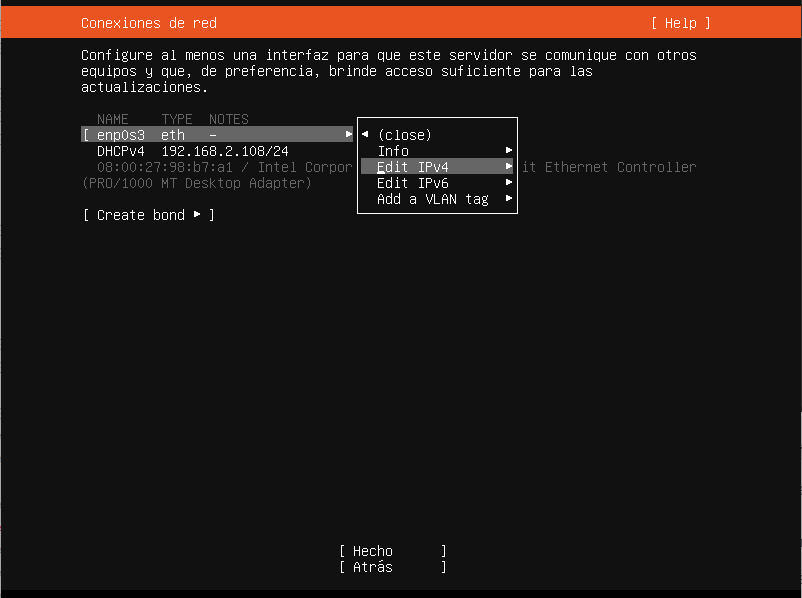 Conexiones de red [ Help ]
Configure al menos una interfaz para que este servidor se comunique con otros
equipos y que, de preferencia, brinde acceso suficiente para las
actualizaciones.
NAME TYPE NOTES
[ enp0s3 eth – ▸
DHCPv4 192.168.2.108/24
08:00:27:98:b7:a1 / Intel Corpor
it Ethernet Controller
(PRO/1000 MT Desktop Adapter)
◂ (close)
Info ▸
Edit IPv4 ▸
Edit IPv6 ▸
Add a VLAN tag ▸
[ Create bond ▸ ]
[ Hecho ]
[ Atrás ]